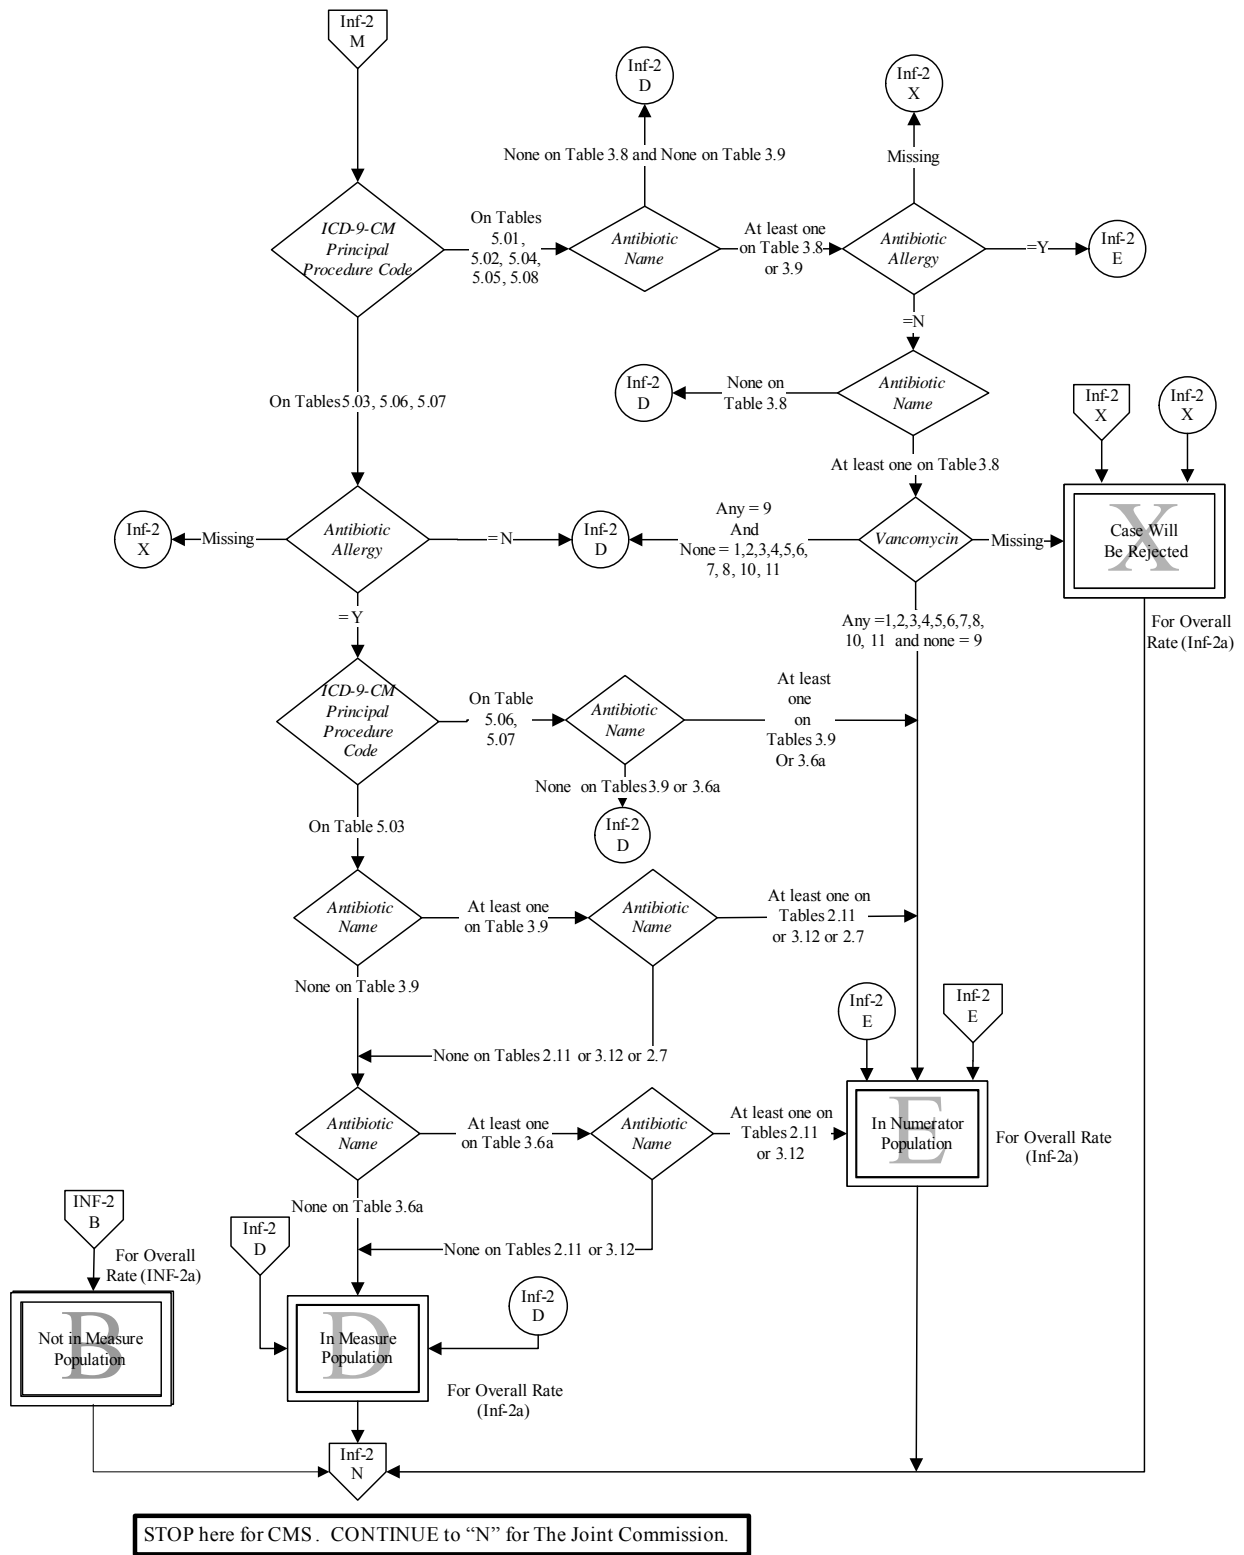 Inf-2
M
Inf-2
D
Inf-2
X
None on Table 3.8 and None on Table 3.9
Missing
ICD-9-CM
Principal
Procedure Code
On Tables
5.01,
5.02, 5.04,
5.05, 5.08
Antibiotic
Name
At least one
on Table 3.8
or 3.9
Antibiotic
Allergy
=Y
Inf-2
E
=N
On Tables 5.03, 5.06, 5.07
Inf-2
D
None on
Table 3.8
Antibiotic
Name
Inf-2
X
Inf-2
X
At least one on Table 3.8
Inf-2
X
Missing
Antibiotic
Allergy
= N
Inf-2
D
Any = 9
And
None = 1,2,3,4,5,6,
7, 8, 10, 11
Vancomycin
Missing
X
Case Will
Be Rejected
= Y
Any =1,2,3,4,5,6,7,8,
10, 11 and none = 9
For Overall
Rate (Inf-2a)
ICD-9-CM
Principal
Procedure
Code
On Table
5.06,
5.07
Antibiotic
Name
At least
one
on
Tables 3.9
Or 3.6a
None on Tables 3.9 or 3.6a
Inf-2
D
On Table 5.03
Antibiotic
Name
At least one
on Table 3.9
Antibiotic
Name
At least one on
Tables 2.11
or 3.12 or 2.7
None on Table 3.9
Inf-2
E
Inf-2
E
None on Tables 2.11 or 3.12 or 2.7
Antibiotic
Name
At least one
on Table 3.6a
Antibiotic
Name
At least one on
Tables 2.11
or 3.12
E
In Numerator
Population
For Overall Rate
(Inf-2a)
None on Table 3.6a
INF-2
B
Inf-2
D
None on Tables 2.11 or 3.12
For Overall
Rate (INF-2a)
Inf-2
D
B
Not in Measure
Population
D
In Measure
Population
For Overall Rate
(Inf-2a)
Inf-2
N
STOP here for CMS. CONTINUE to “N” for The Joint Commission.